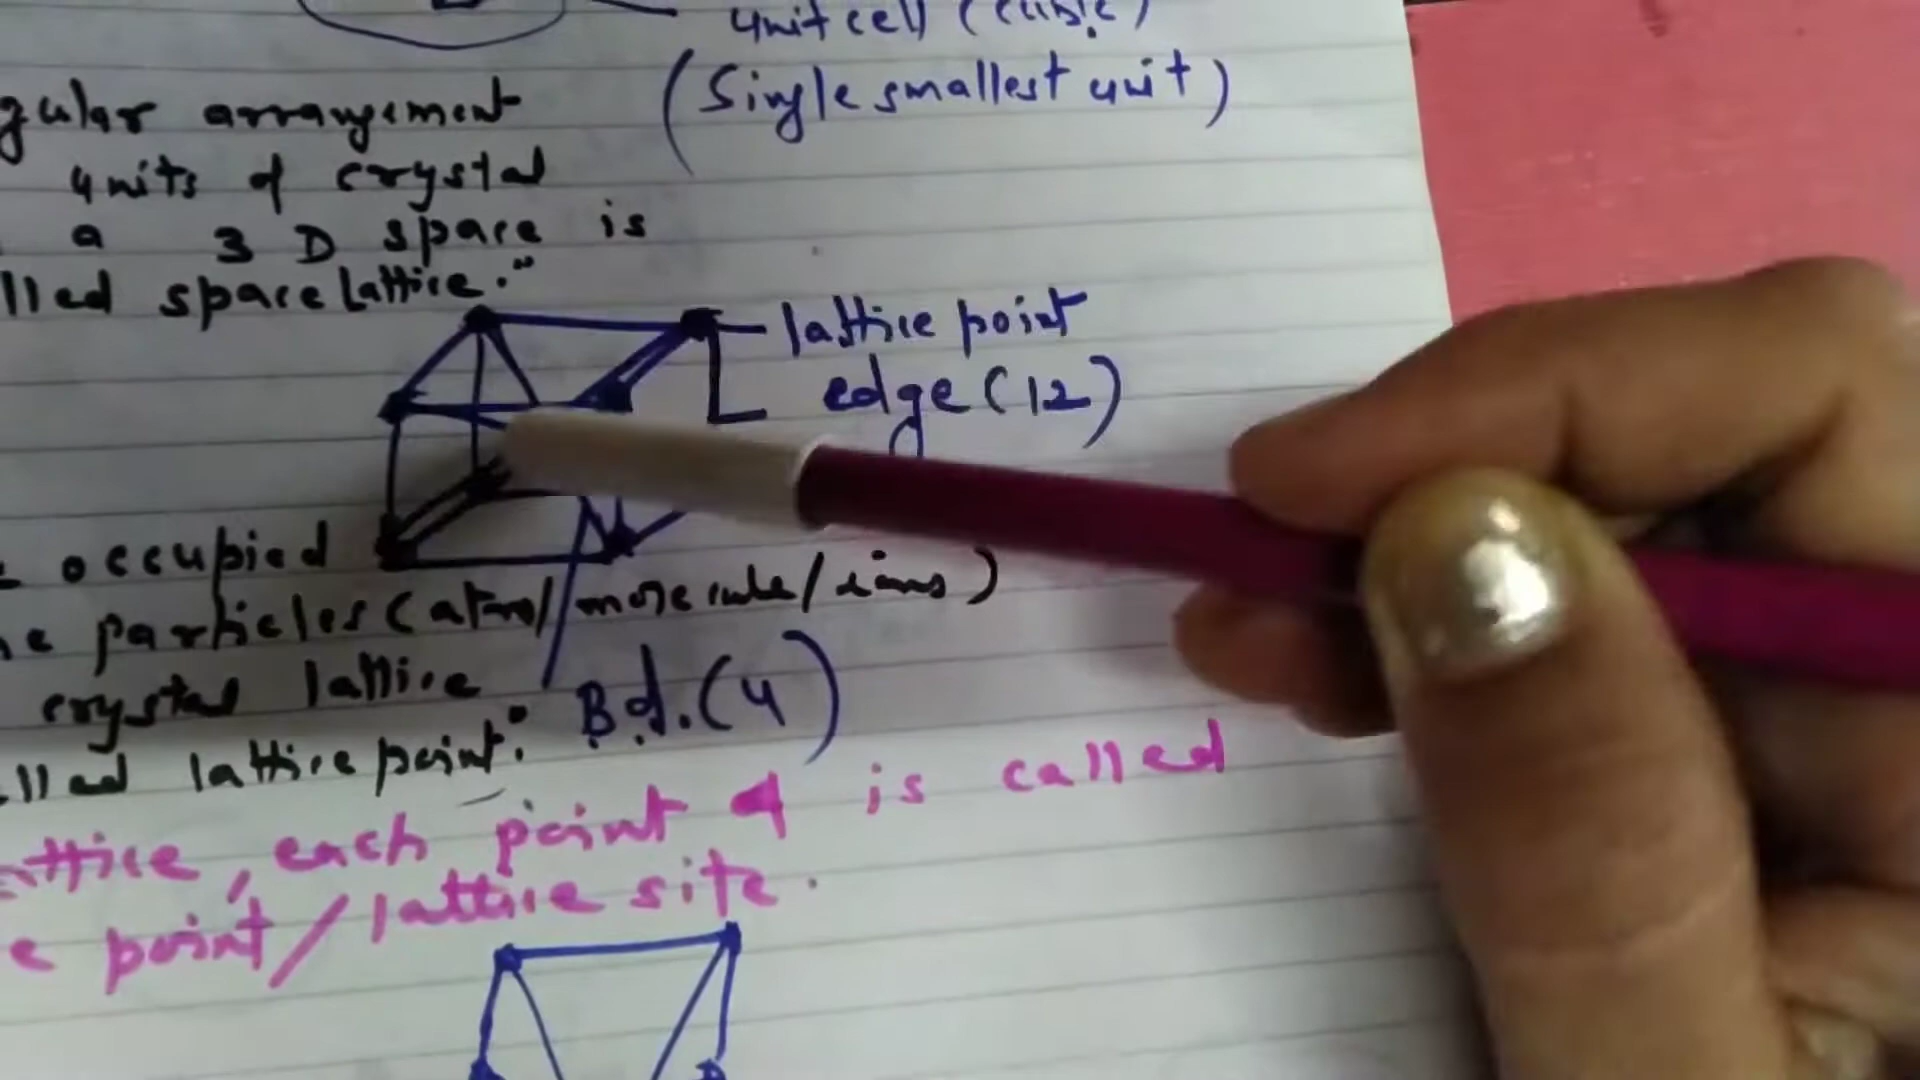 unit cell (cubic)
(Single smallest unit)
gular arrangement
units of crystal
a 3 D space is
lled space lattice."
lattice point
edge (12)
occupied
particles (atom/molecule/ions)
crystal lattice
lled lattice point."
B.d. (4)
attice, each point is called
e point/lattice site.